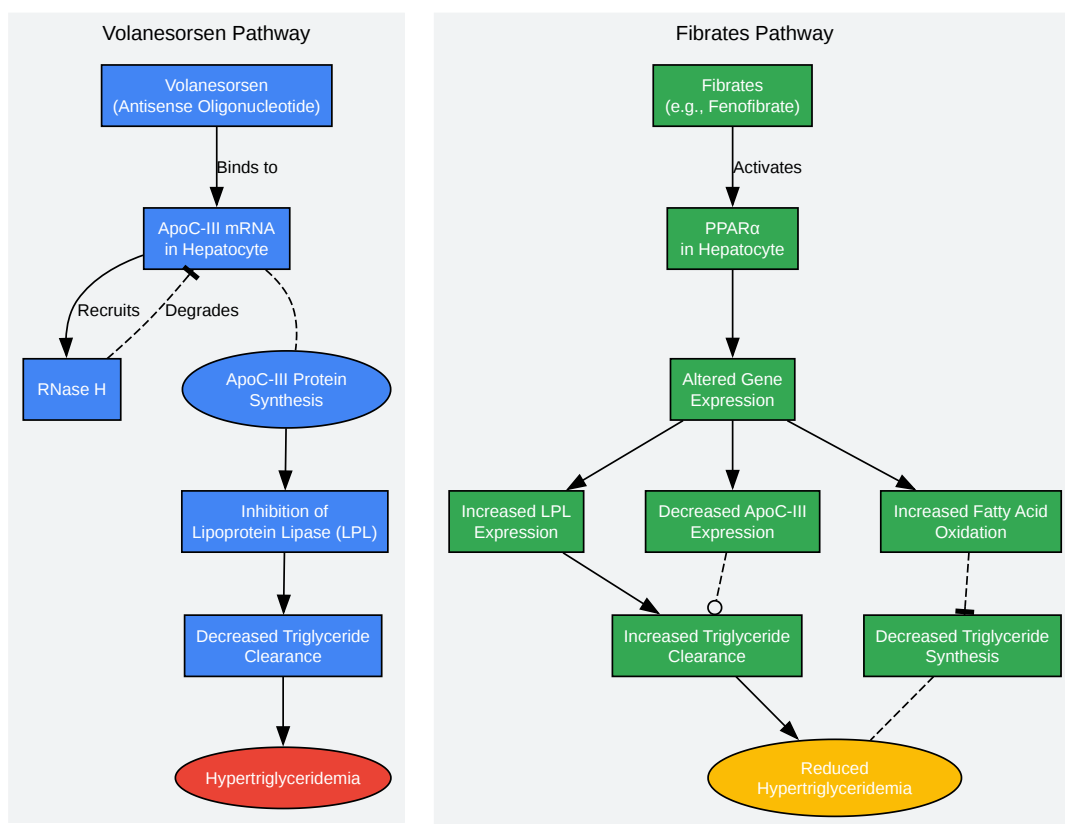 Volanesorsen Pathway
Volanesorsen
(Antisense Oligonucleotide)
Binds to
ApoC-III mRNA
in Hepatocyte
Recruits
Degrades
RNase H
ApoC-III Protein
Synthesis
Inhibition of
Lipoprotein Lipase (LPL)
Decreased Triglyceride
Clearance
Hypertriglyceridemia
Fibrates Pathway
Fibrates
(e.g., Fenofibrate)
Activates
PPARα
in Hepatocyte
Altered Gene
Expression
Increased LPL
Expression
Decreased ApoC-III
Expression
Increased Fatty Acid
Oxidation
Increased Triglyceride
Clearance
Decreased Triglyceride
Synthesis
Reduced
Hypertriglyceridemia